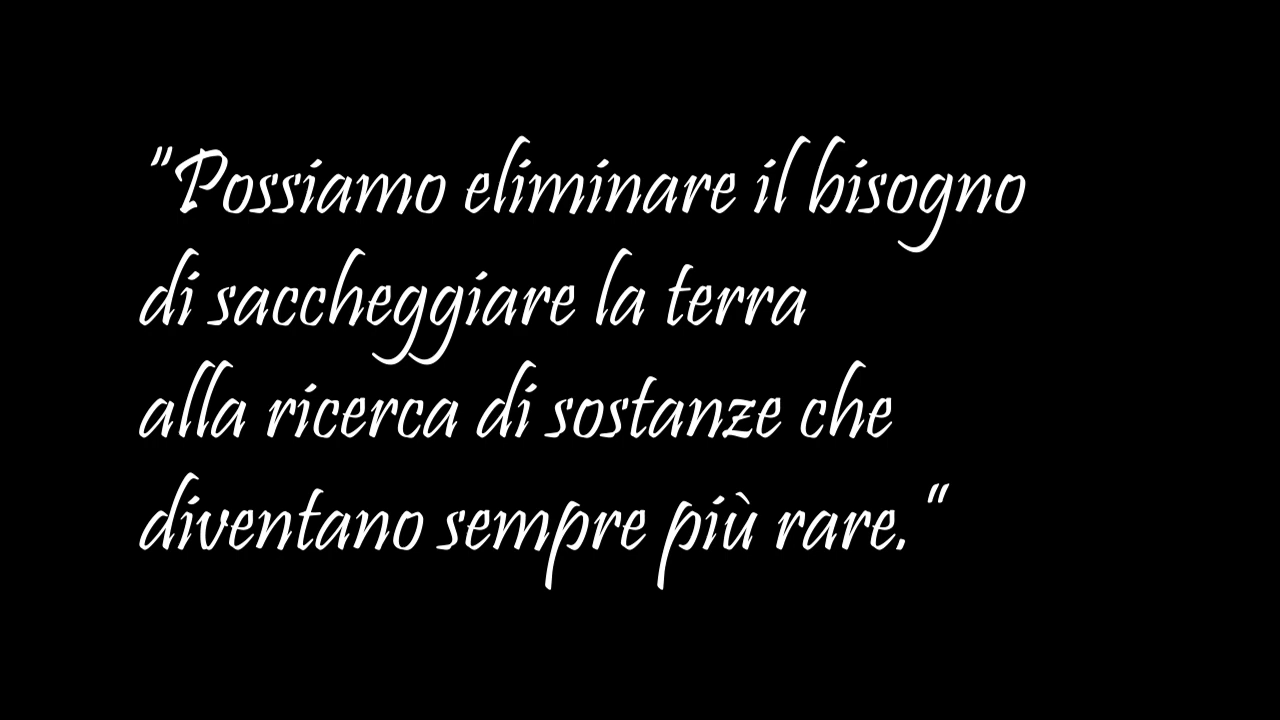 "Possiamo eliminare il bisogno
di saccheggiare la terra
alla ricerca di sostanze che
diventano sempre più rare."